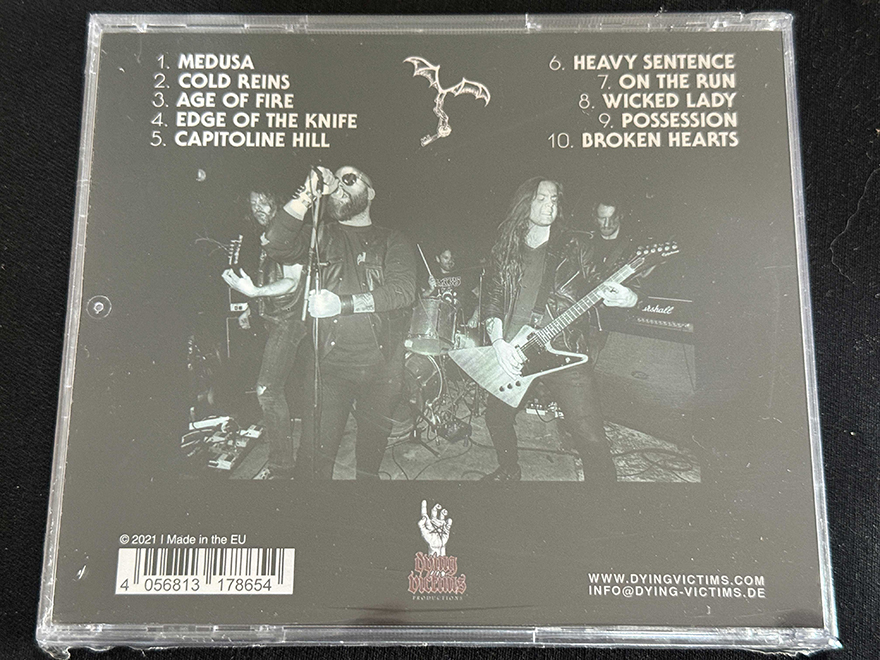 1. MEDUSA
2. COLD REINS
3. AGE OF FIRE
4. EDGE OF THE KNIFE
5. CAPITOLINE HILL
6. HEAVY SENTENCE
7. ON THE RUN
8. WICKED LADY
9. POSSESSION
10. BROKEN HEARTS
Marshall
© 2021 | Made in the EU
4 056813 178654
dying
victims
PRODUCTIONS
WWW.DYINGVICTIMS.COM
INFO@DYING-VICTIMS.DE